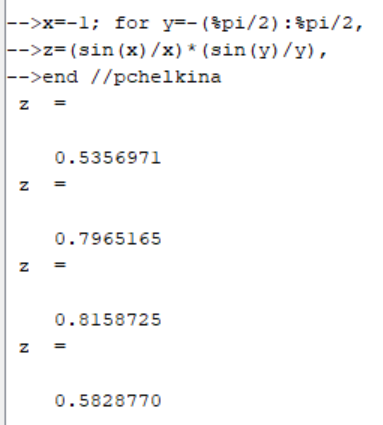 -->x=-1; for y=-(%pi/2):%pi/2,
-->z=(sin(x)/x)*(sin(y)/y),
-->end //pchelkina
z =
0.5356971
z =
0.7965165
z =
0.8158725
z =
0.5828770